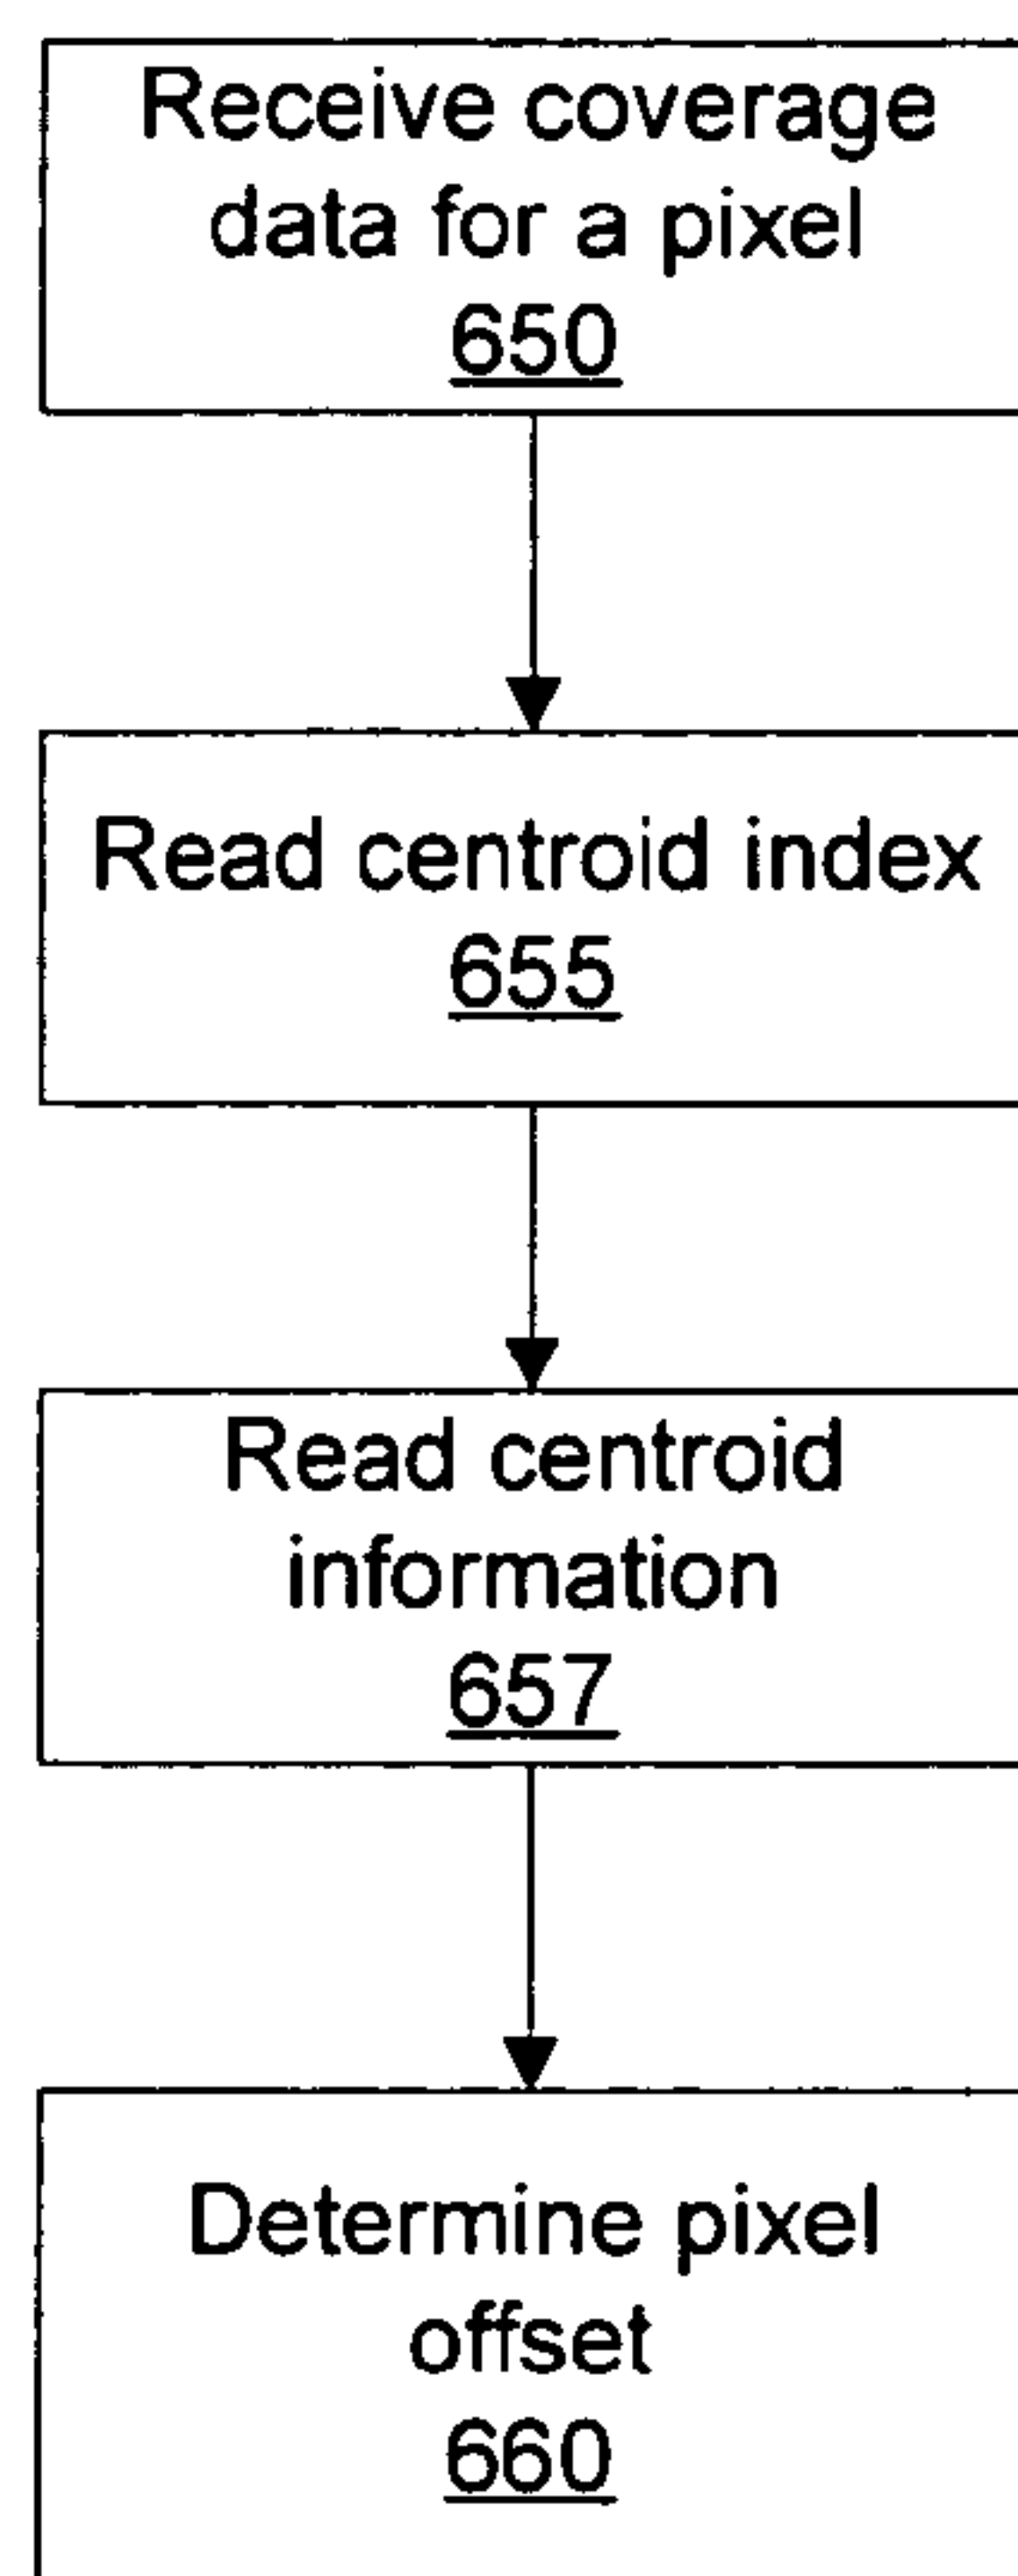 Receive coverage
data for a pixel
650
Read centroid index
655
Read centroid
information
657
Determine pixel
offset
660